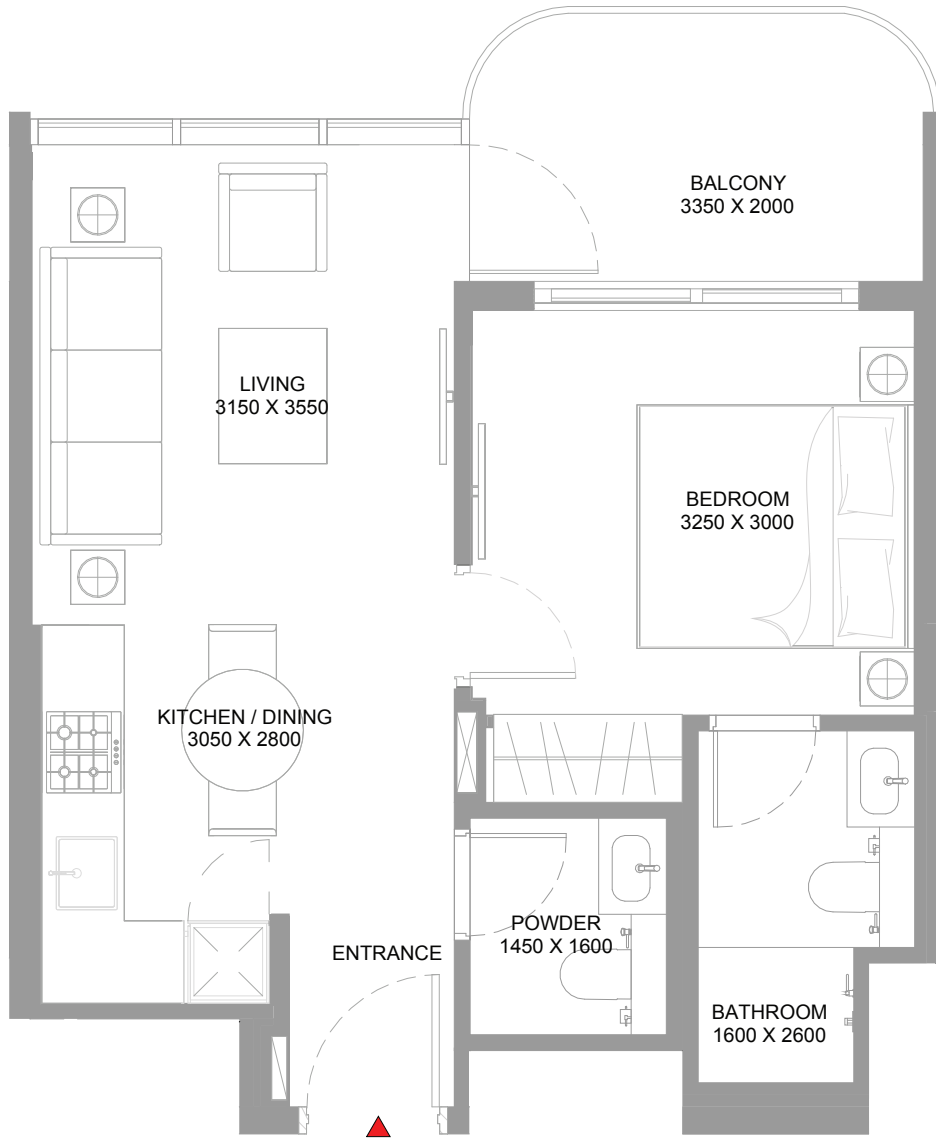 BALCONY
3350 X 2000
LIVING
3150 X 3550
BEDROOM
3250 X 3000
KITCHEN / DINING
3050 X 2800
POWDER
1450 X 1600
ENTRANCE
BATHROOM
1600 X 2600